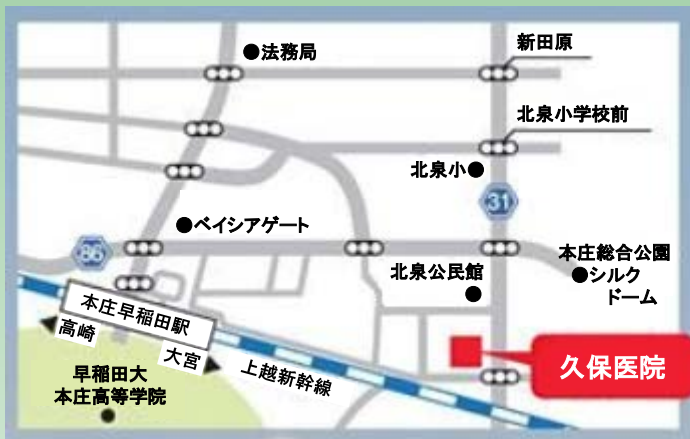 法務局
新田原
北泉小学校前
北泉小
31
ベイシアゲート
86
北泉公民館
本庄総合公園
シルク
ドーム
本庄早稲田駅
高崎
大宮
上越新幹線
久保医院
早稲田大
本庄高等学院